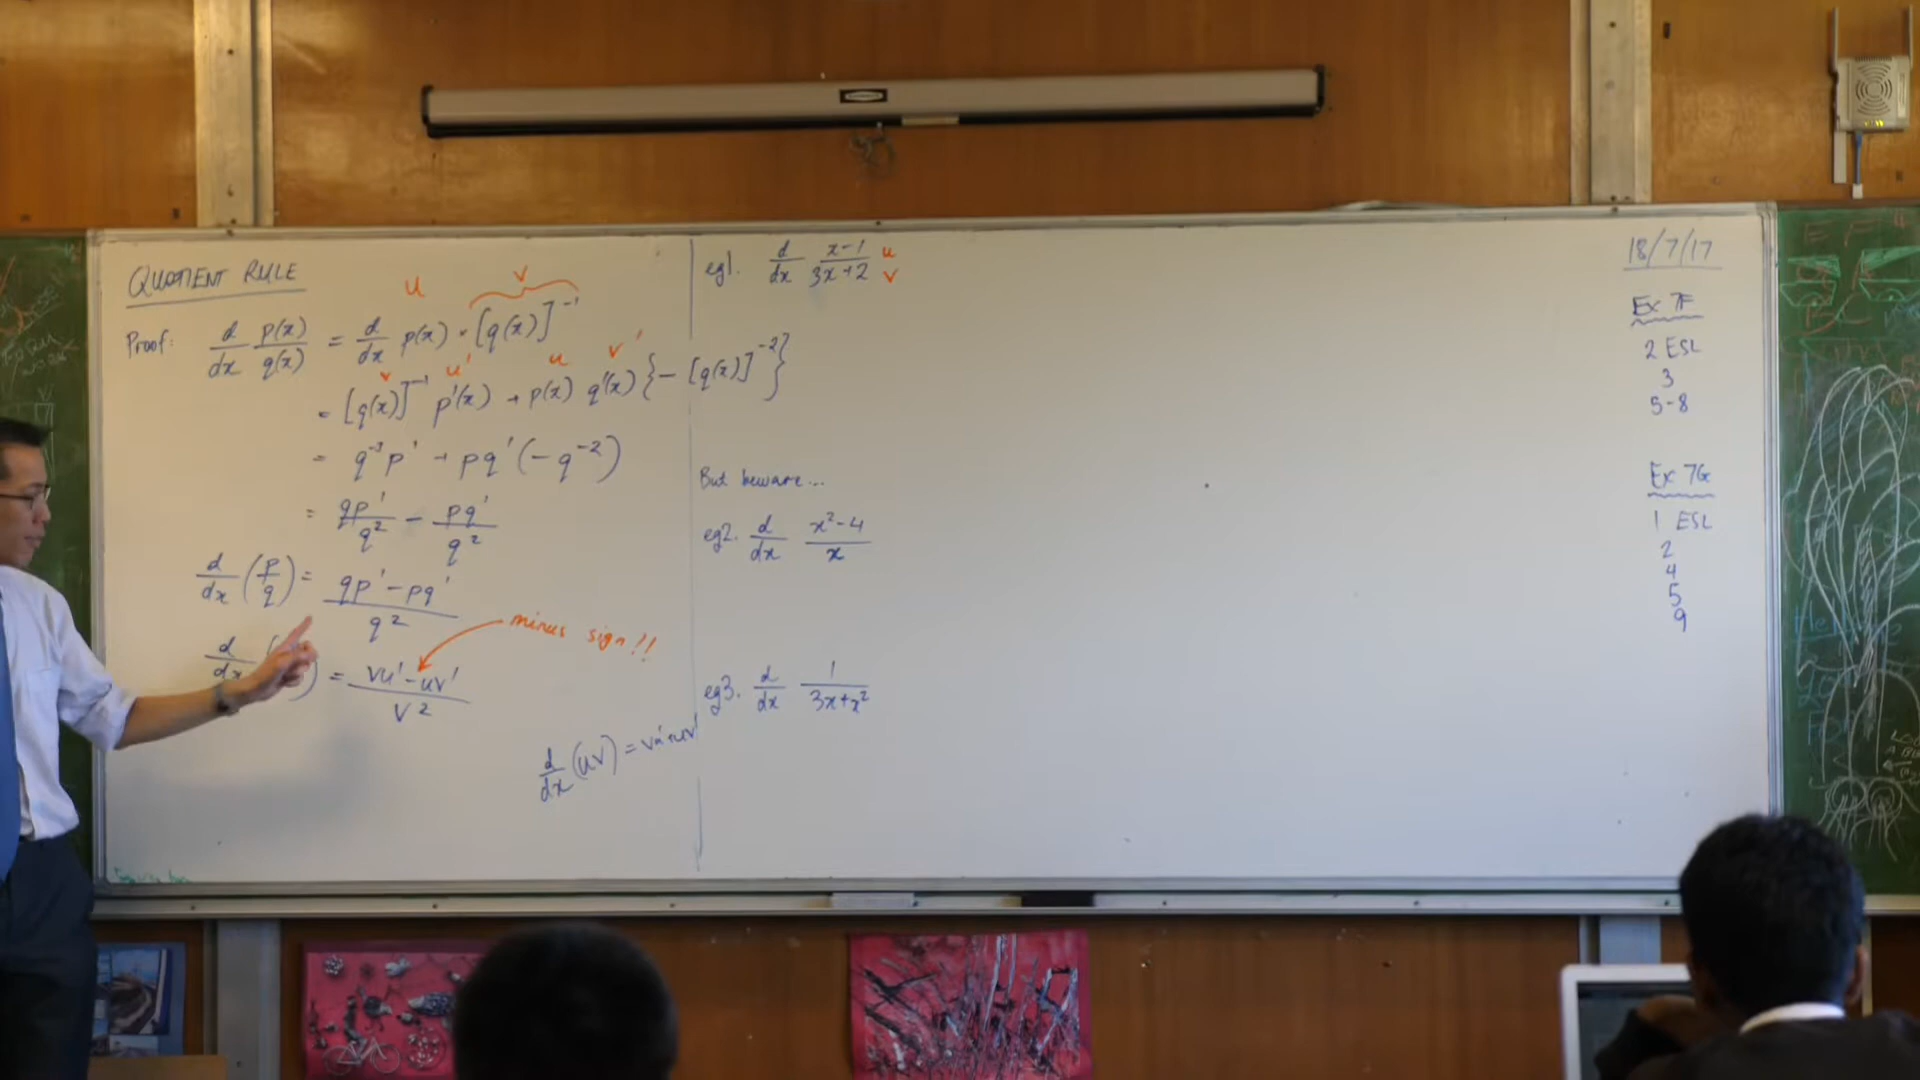 QUOTIENT RULE
u v
Proof: d/dx p(x)/q(x) = d/dx p(x) · [q(x)]⁻¹
v u' u v'
= [q(x)]⁻¹ p'(x) + p(x) q'(x) {− [q(x)]⁻²}
= q⁻¹p' + pq'(−q⁻²)
= qp'/q² − pq'/q²
d/dx (p/q) = (qp' − pq')/q²
minus sign!!
d/dx ( ) = (vu' − uv')/v²
d/dx (uv) = vu'+uv'
eg1. d/dx (x−1)/(3x+2) u v
But beware...
eg2. d/dx (x²−4)/x
eg3. d/dx 1/(3x+x²)
18/7/17
Ex 7F
2 ESL
3
5-8
Ex 7G
1 ESL
2
4
5
9